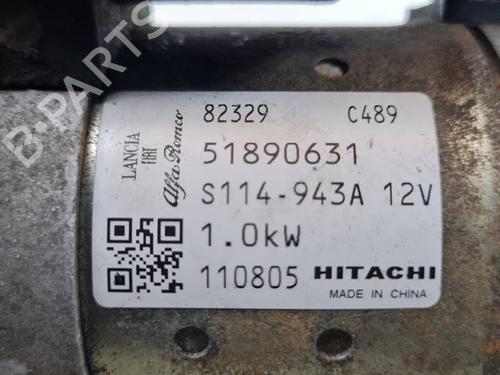 82329 C489
LANCIA
FIAT
Alfa Romeo
51890631
S114-943A 12V
1.0kW
110805 HITACHI
MADE IN CHINA
B-PARTS